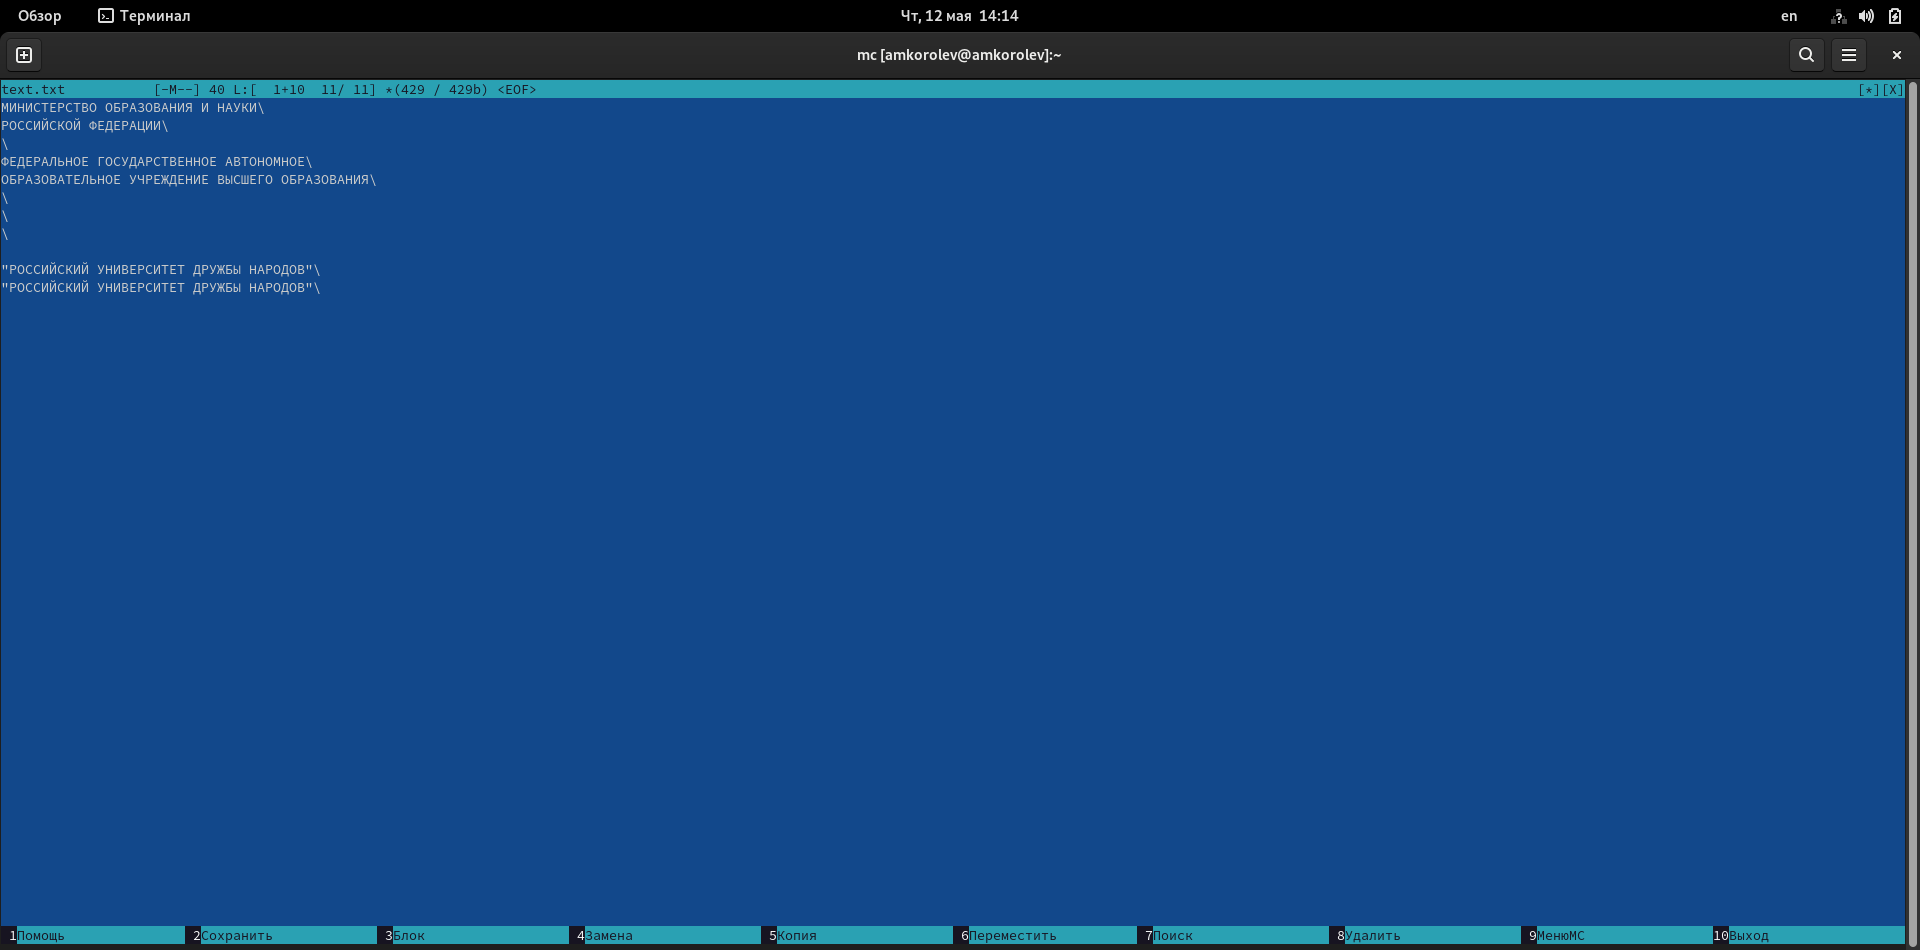 Обзор Терминал Чт, 12 мая 14:14 en
mc [amkorolev@amkorolev]:~
text.txt [-M--] 40 L:[ 1+10 11/ 11] *(429 / 429b) <EOF> [*][X]
МИНИСТЕРСТВО ОБРАЗОВАНИЯ И НАУКИ\
РОССИЙСКОЙ ФЕДЕРАЦИИ\
\
ФЕДЕРАЛЬНОЕ ГОСУДАРСТВЕННОЕ АВТОНОМНОЕ\
ОБРАЗОВАТЕЛЬНОЕ УЧРЕЖДЕНИЕ ВЫСШЕГО ОБРАЗОВАНИЯ\
\
\
\
"РОССИЙСКИЙ УНИВЕРСИТЕТ ДРУЖБЫ НАРОДОВ"\
"РОССИЙСКИЙ УНИВЕРСИТЕТ ДРУЖБЫ НАРОДОВ"\
1Помощь 2Сохранить 3Блок 4Замена 5Копия 6Переместить 7Поиск 8Удалить 9МенюMC 10Выход